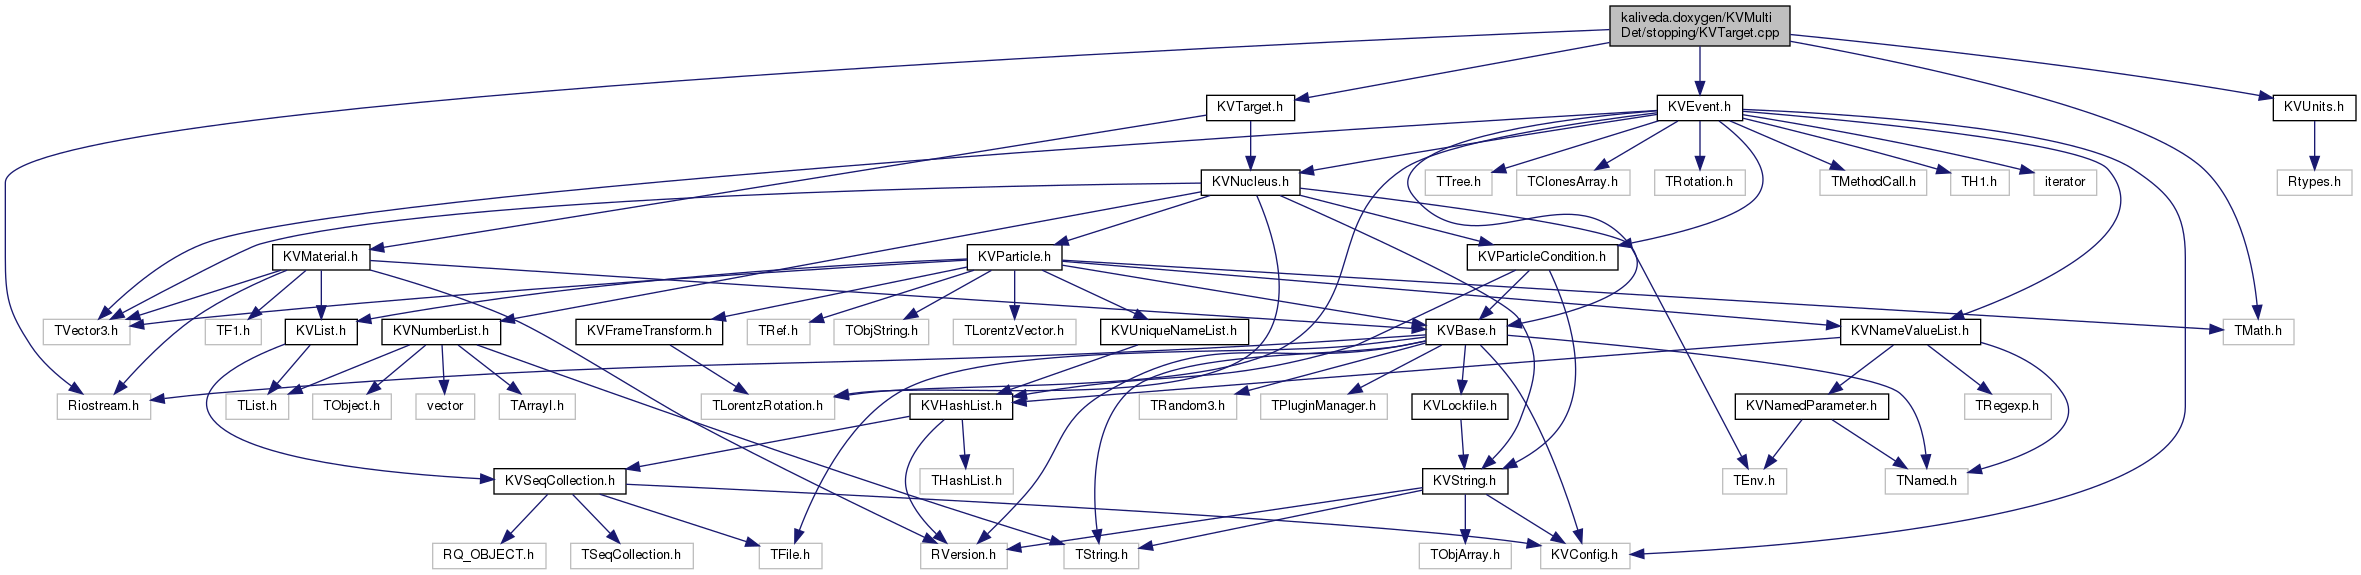 kaliveda.doxygen/KVMulti
Det/stopping/KVTarget.cpp
KVTarget.h
KVEvent.h
KVUnits.h
KVNucleus.h
TTree.h
TClonesArray.h
TRotation.h
TMethodCall.h
TH1.h
iterator
Rtypes.h
KVMaterial.h
KVParticle.h
KVParticleCondition.h
TVector3.h
TF1.h
KVList.h
KVNumberList.h
KVFrameTransform.h
TRef.h
TObjString.h
TLorentzVector.h
KVUniqueNameList.h
KVBase.h
KVNameValueList.h
TMath.h
Riostream.h
TList.h
TObject.h
vector
TArrayI.h
TLorentzRotation.h
KVHashList.h
TRandom3.h
TPluginManager.h
KVLockfile.h
KVNamedParameter.h
TRegexp.h
KVSeqCollection.h
THashList.h
KVString.h
TEnv.h
TNamed.h
RQ_OBJECT.h
TSeqCollection.h
TFile.h
RVersion.h
TString.h
TObjArray.h
KVConfig.h